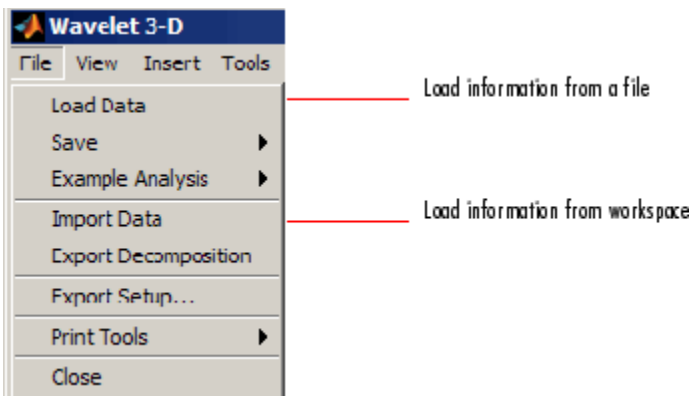 Wavelet 3-D
File View Insert Tools
Load Data
Save
Example Analysis
Import Data
Export Decomposition
Export Setup...
Print Tools
Close
Load information from a file
Load information from workspace